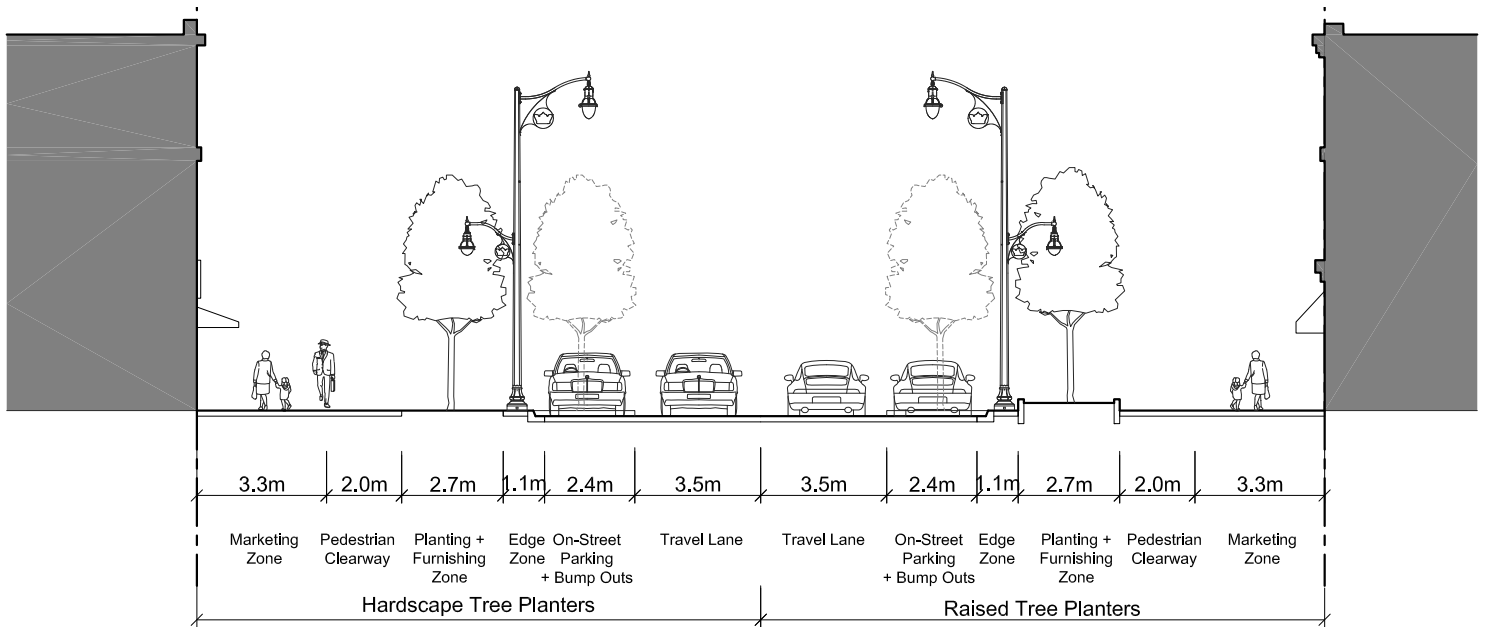 3.3m 2.0m 2.7m 1.1m 2.4m 3.5m 3.5m 2.4m 1.1m 2.7m 2.0m 3.3m
Marketing
Zone
Pedestrian
Clearway
Planting +
Furnishing
Zone
Edge
Zone
On-Street
Parking
+ Bump Outs
Travel Lane
Travel Lane
On-Street
Parking
+ Bump Outs
Edge
Zone
Planting +
Furnishing
Zone
Pedestrian
Clearway
Marketing
Zone
Hardscape Tree Planters
Raised Tree Planters